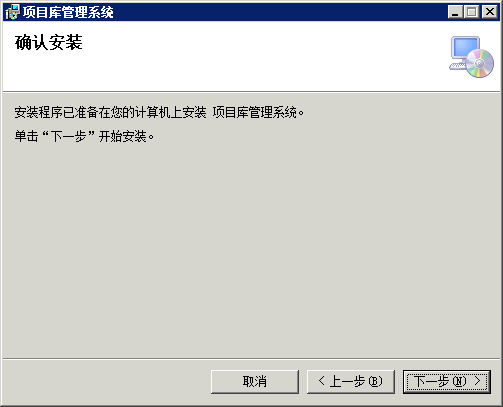 项目库管理系统
确认安装
安装程序已准备在您的计算机上安装 项目库管理系统。
单击“下一步”开始安装。
取消
< 上一步(B)
下一步(N) >